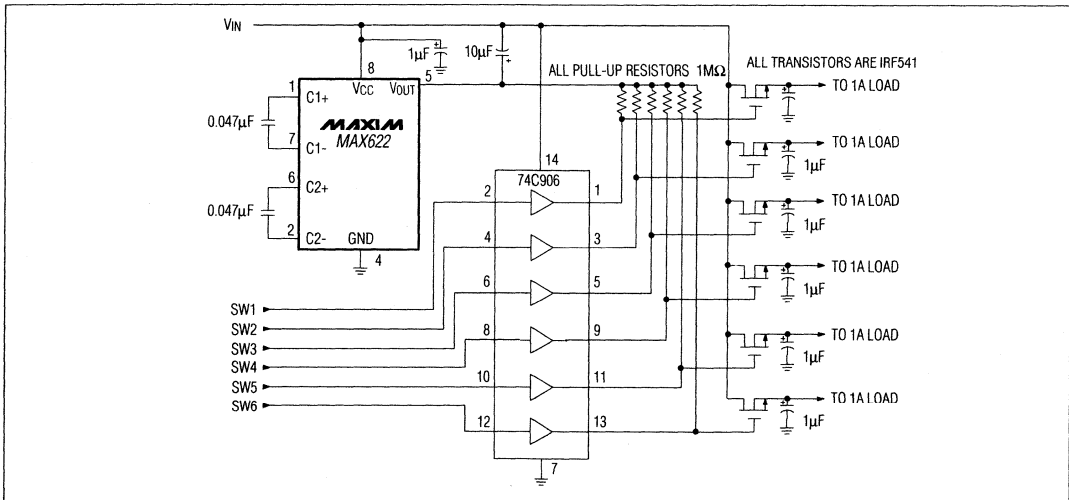 VIN
1µF
10µF
ALL PULL-UP RESISTORS 1MΩ
ALL TRANSISTORS ARE IRF541
8
5
VCC
VOUT
1
C1+
MAXIM
MAX622
0.047µF
7
C1-
6
C2+
0.047µF
2
C2-
GND
4
14
74C906
2
1
4
3
6
5
8
9
10
11
12
13
7
SW1
SW2
SW3
SW4
SW5
SW6
TO 1A LOAD
TO 1A LOAD
1µF
TO 1A LOAD
1µF
TO 1A LOAD
1µF
TO 1A LOAD
1µF
TO 1A LOAD
1µF